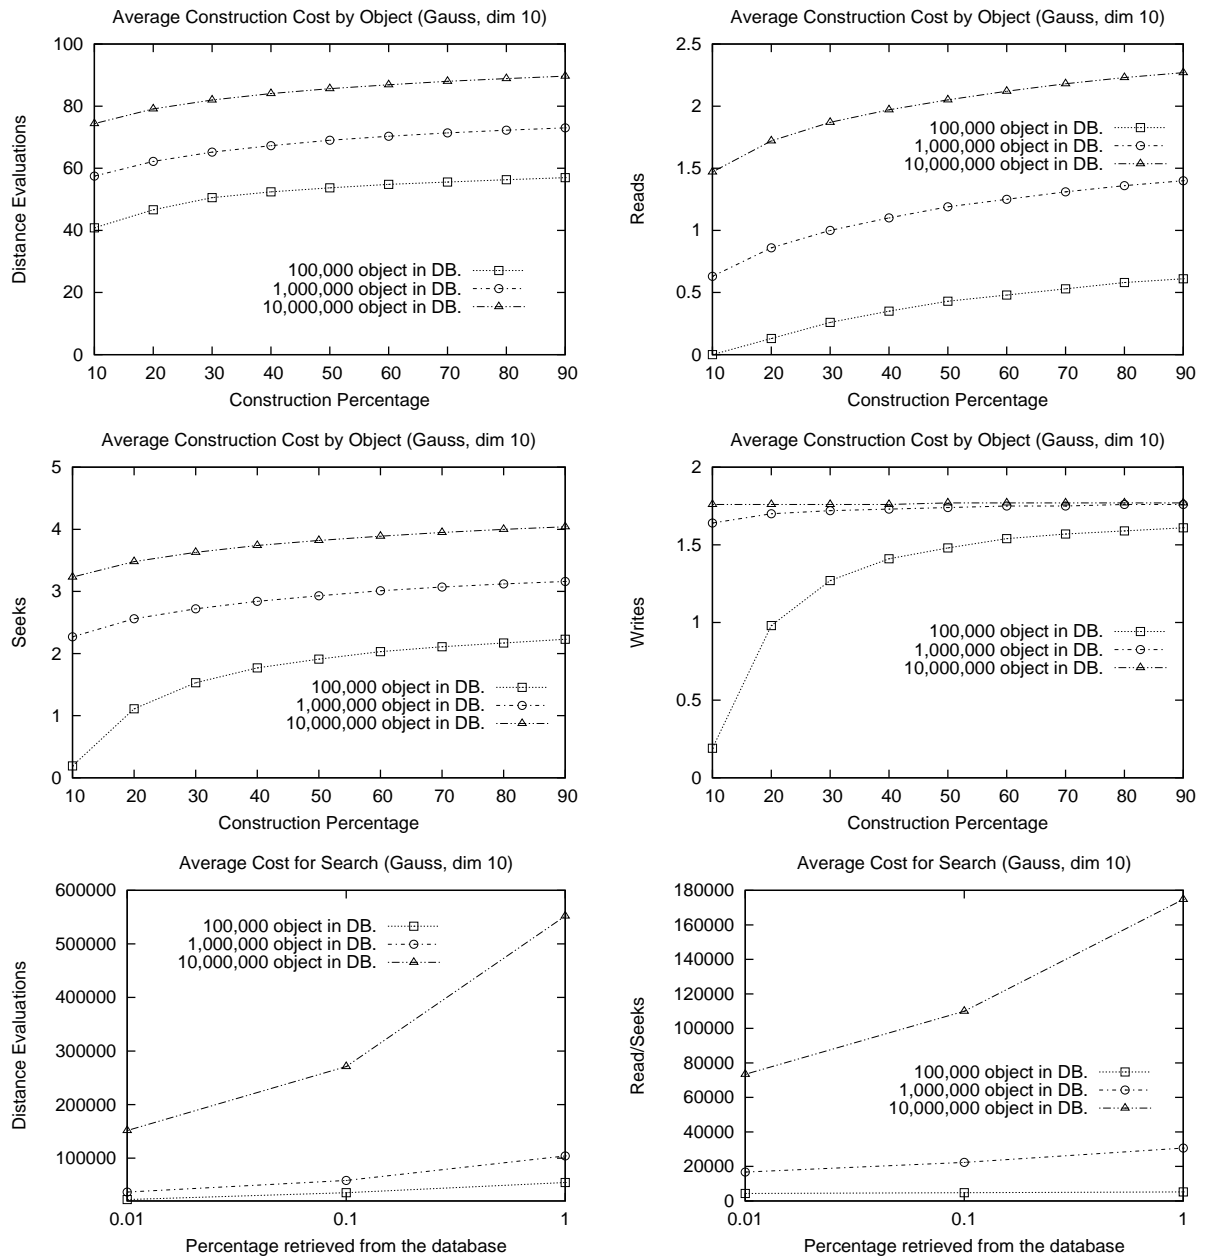 Average Construction Cost by Object (Gauss, dim 10)
100
80
60
40
20
0
Distance Evaluations
100,000 object in DB.
1,000,000 object in DB.
10,000,000 object in DB.
10 20 30 40 50 60 70 80 90
Construction Percentage
Average Construction Cost by Object (Gauss, dim 10)
2.5
2
1.5
1
0.5
0
Reads
100,000 object in DB.
1,000,000 object in DB.
10,000,000 object in DB.
10 20 30 40 50 60 70 80 90
Construction Percentage
Average Construction Cost by Object (Gauss, dim 10)
5
4
3
2
1
0
Seeks
100,000 object in DB.
1,000,000 object in DB.
10,000,000 object in DB.
10 20 30 40 50 60 70 80 90
Construction Percentage
Average Construction Cost by Object (Gauss, dim 10)
2
1.5
1
0.5
0
Writes
100,000 object in DB.
1,000,000 object in DB.
10,000,000 object in DB.
10 20 30 40 50 60 70 80 90
Construction Percentage
Average Cost for Search (Gauss, dim 10)
600000
500000
400000
300000
200000
100000
Distance Evaluations
100,000 object in DB.
1,000,000 object in DB.
10,000,000 object in DB.
0.01 0.1 1
Percentage retrieved from the database
Average Cost for Search (Gauss, dim 10)
180000
160000
140000
120000
100000
80000
60000
40000
20000
0
Read/Seeks
100,000 object in DB.
1,000,000 object in DB.
10,000,000 object in DB.
0.01 0.1 1
Percentage retrieved from the database